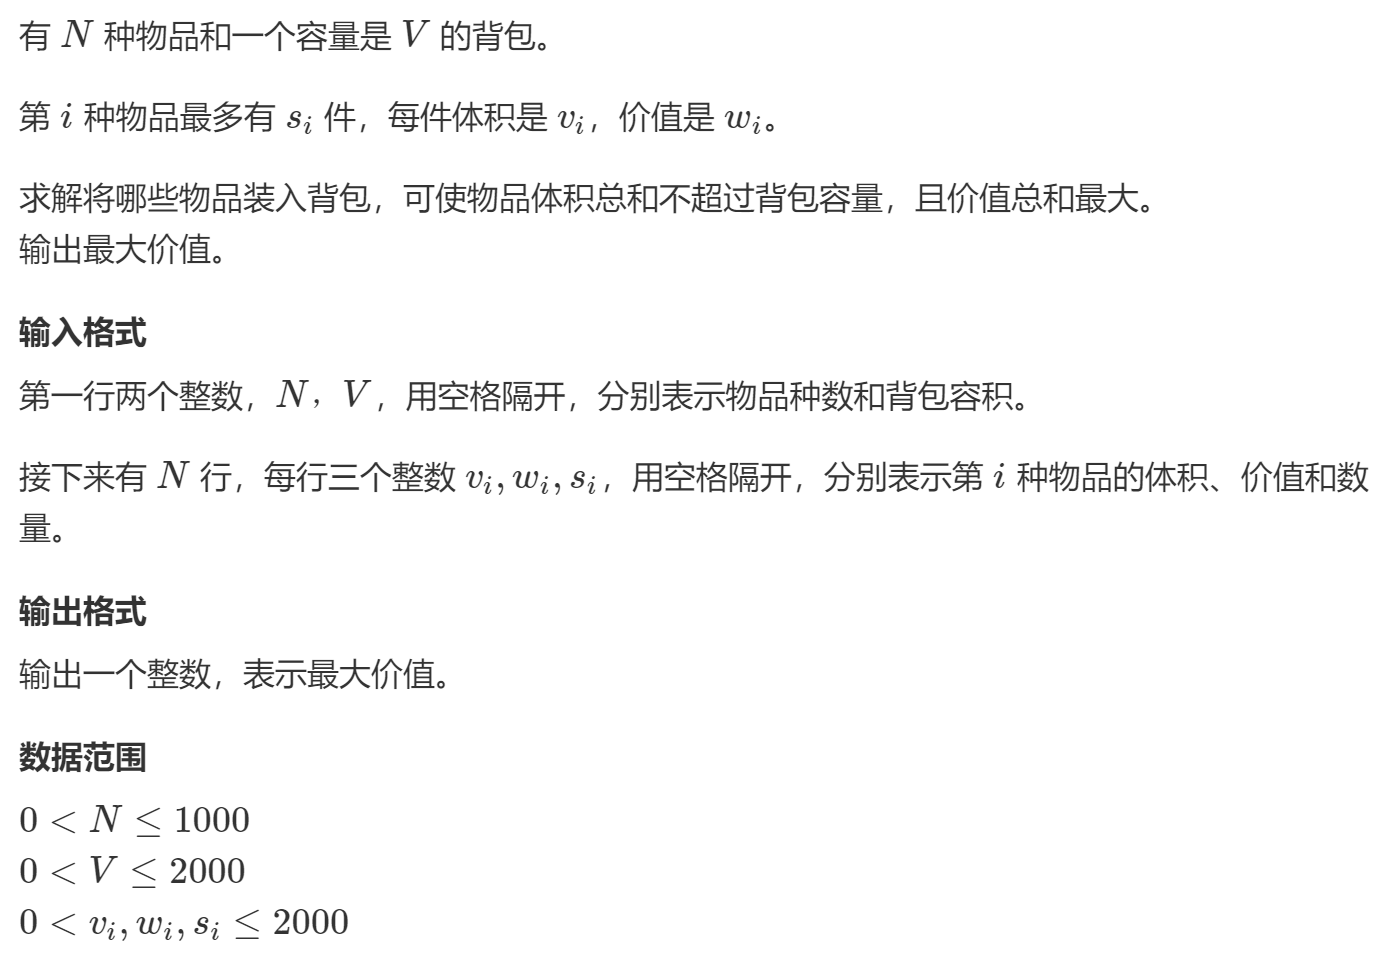 有 N 种物品和一个容量是 V 的背包。
第 i 种物品最多有 s_i 件，每件体积是 v_i，价值是 w_i。
求解将哪些物品装入背包，可使物品体积总和不超过背包容量，且价值总和最大。
输出最大价值。
输入格式
第一行两个整数，N，V，用空格隔开，分别表示物品种数和背包容积。
接下来有 N 行，每行三个整数 v_i, w_i, s_i，用空格隔开，分别表示第 i 种物品的体积、价值和数
量。
输出格式
输出一个整数，表示最大价值。
数据范围
0 < N ≤ 1000
0 < V ≤ 2000
0 < v_i, w_i, s_i ≤ 2000